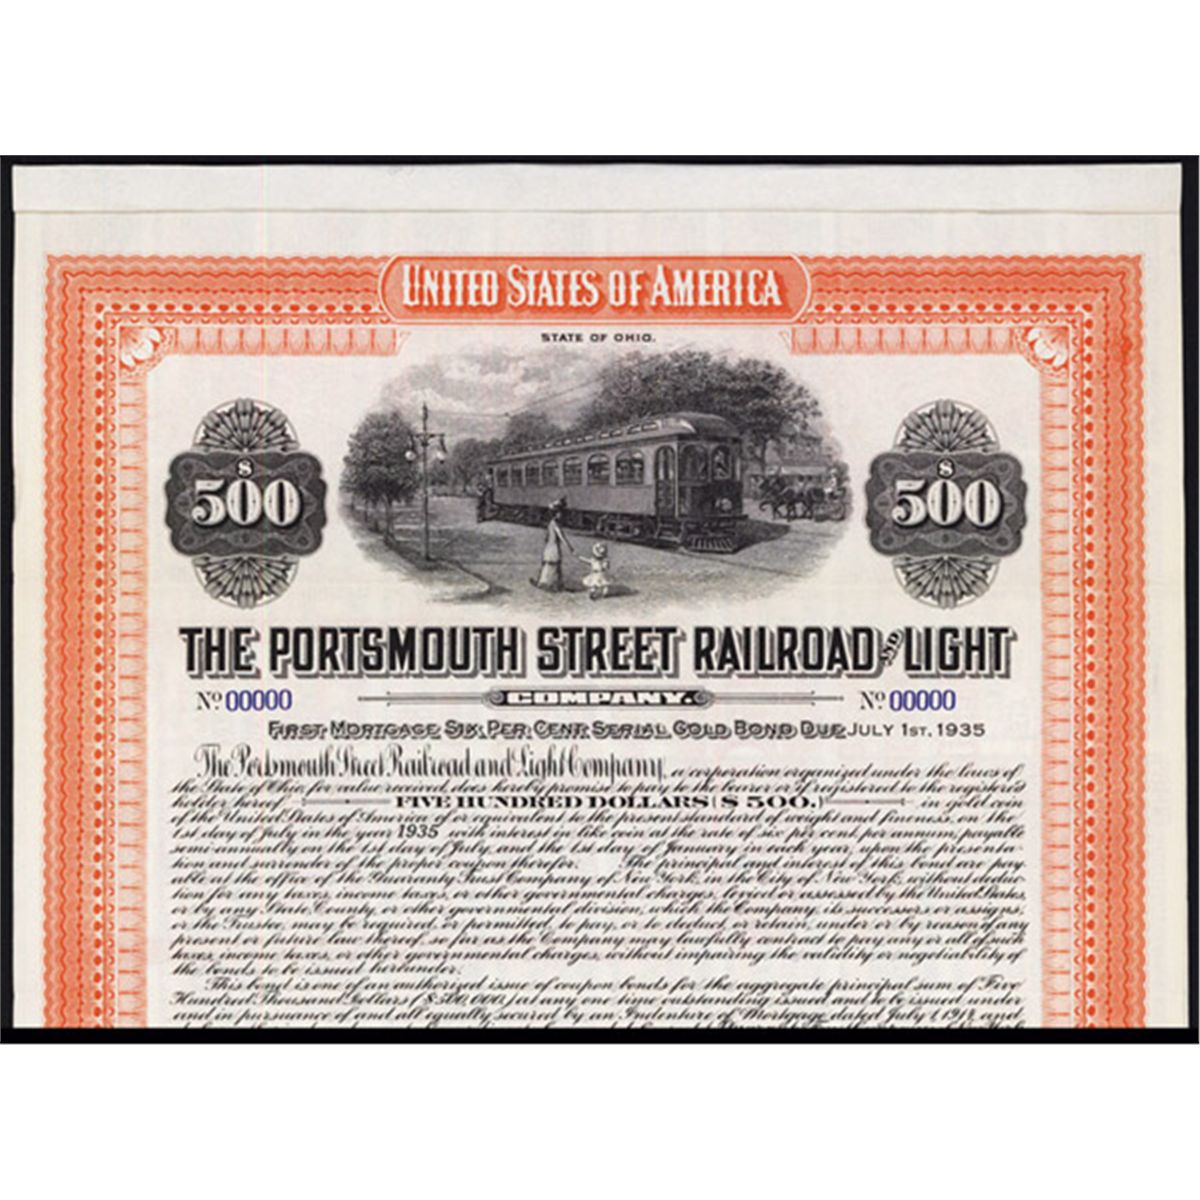 UNITED STATES OF AMERICA
STATE OF OHIO.
$ 500
$ 500
THE PORTSMOUTH STREET RAILROAD AND LIGHT
No 00000
COMPANY.
No 00000
FIRST MORTGAGE SIX PER CENT SERIAL GOLD BOND DUE JULY 1ST, 1935
The Portsmouth Street Railroad and Light Company, a corporation organized under the laws of
the State of Ohio, for value received, does hereby promise to pay to the bearer or if registered to the registered
holder hereof FIVE HUNDRED DOLLARS ($500.) in gold coin
of the United States of America of or equivalent to the present standard of weight and fineness, on the
1st day of July in the year 1935 with interest in like coin at the rate of six per cent. per annum, payable
semi-annually on the 1st day of July, and the 1st day of January in each year, upon the presenta-
tion and surrender of the proper coupon therefor. The principal and interest of this bond are pay-
able at the office of the Guaranty Trust Company of New York, in the City of New York, without deduc-
tion for any taxes, income taxes, or other governmental charges, levied or assessed by the United States,
or by any State, County, or other governmental division, which the Company, its successors or assigns,
or the Trustee, may be required, or permitted, to pay, or to deduct, or retain, under or by reason of any
present or future law thereof, so far as the Company may lawfully contract to pay any or all of such
taxes, income taxes, or other governmental charges, without impairing the validity or negotiability of
the bonds to be issued hereunder.
This bond is one of an authorized issue of coupon bonds for the aggregate principal sum of Five
Hundred Thousand Dollars ($500,000.) at any one time outstanding issued and to be issued under
and in pursuance of and all equally secured by an Indenture of Mortgage dated July 1, 1914, and